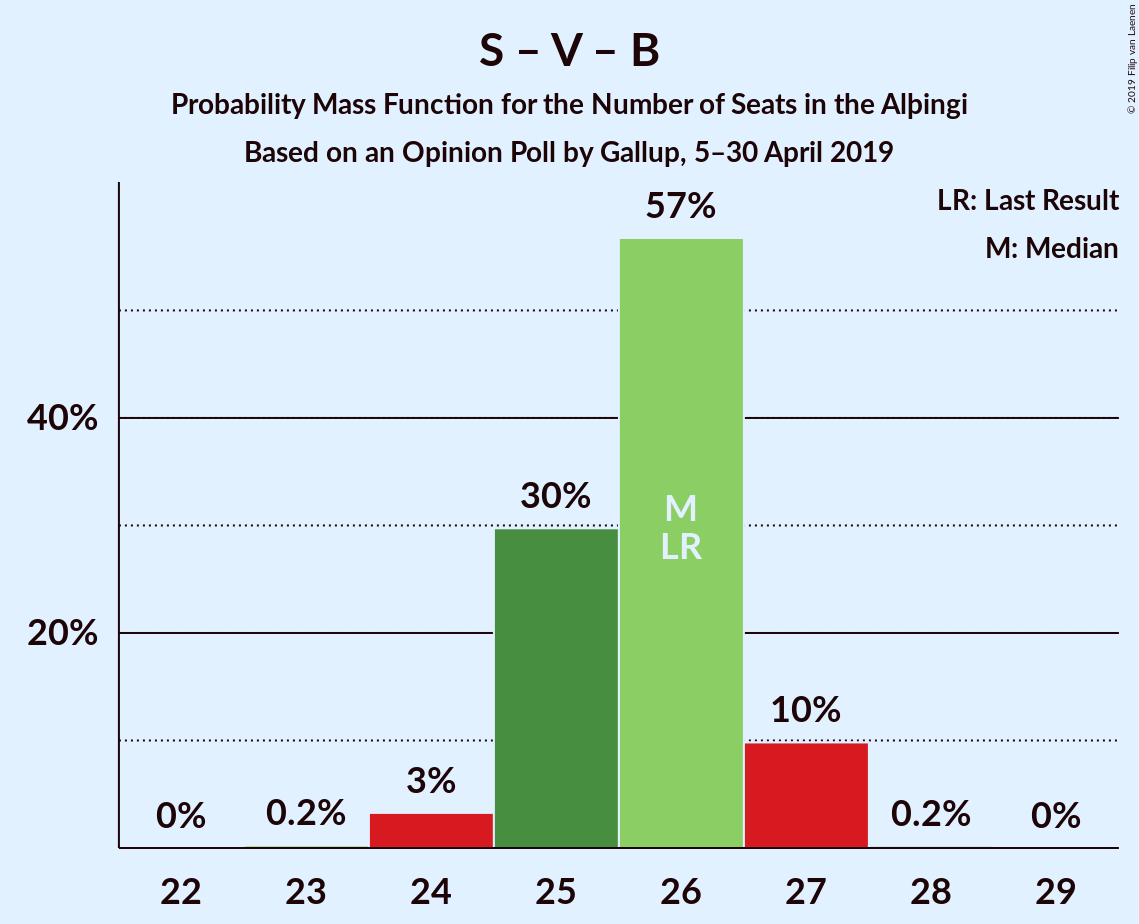 S – V – B
Probability Mass Function for the Number of Seats in the Alþingi
Based on an Opinion Poll by Gallup, 5–30 April 2019
© 2019 Filip van Laenen
LR: Last Result
M: Median
57%
40%
30%
M
LR
20%
10%
3%
0%
0.2%
0.2%
0%
22
23
24
25
26
27
28
29